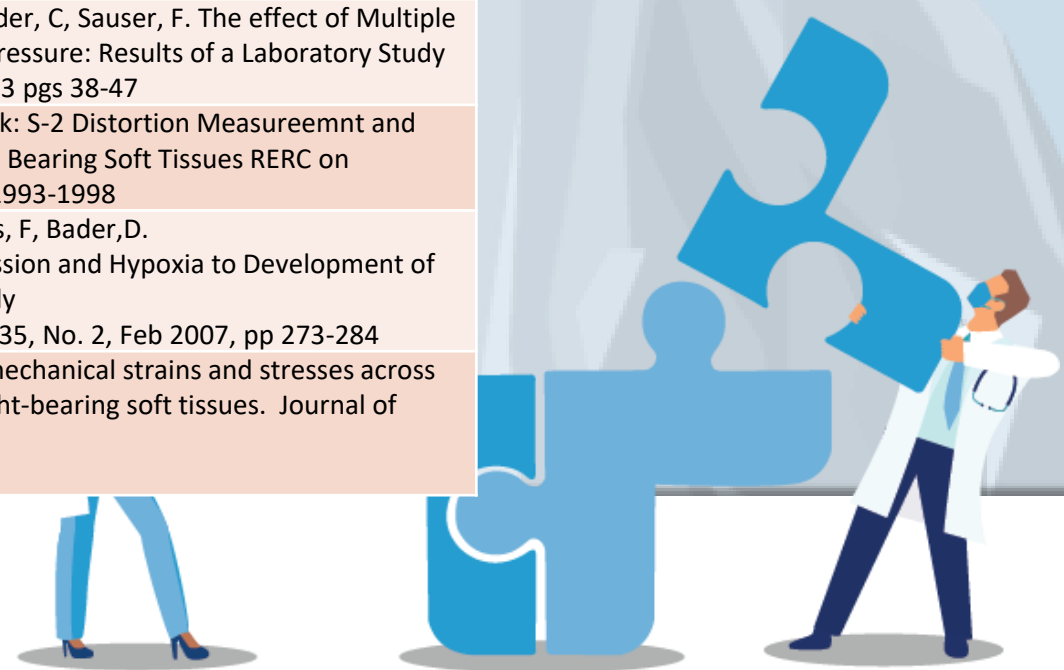 der, C, Sauser, F. The effect of Multiple
ressure: Results of a Laboratory Study
3 pgs 38-47
k: S-2 Distortion Measureemnt and
Bearing Soft Tissues RERC on
1993-1998
s, F, Bader,D.
ssion and Hypoxia to Development of
dy
35, No. 2, Feb 2007, pp 273-284
mechanical strains and stresses across
ht-bearing soft tissues. Journal of